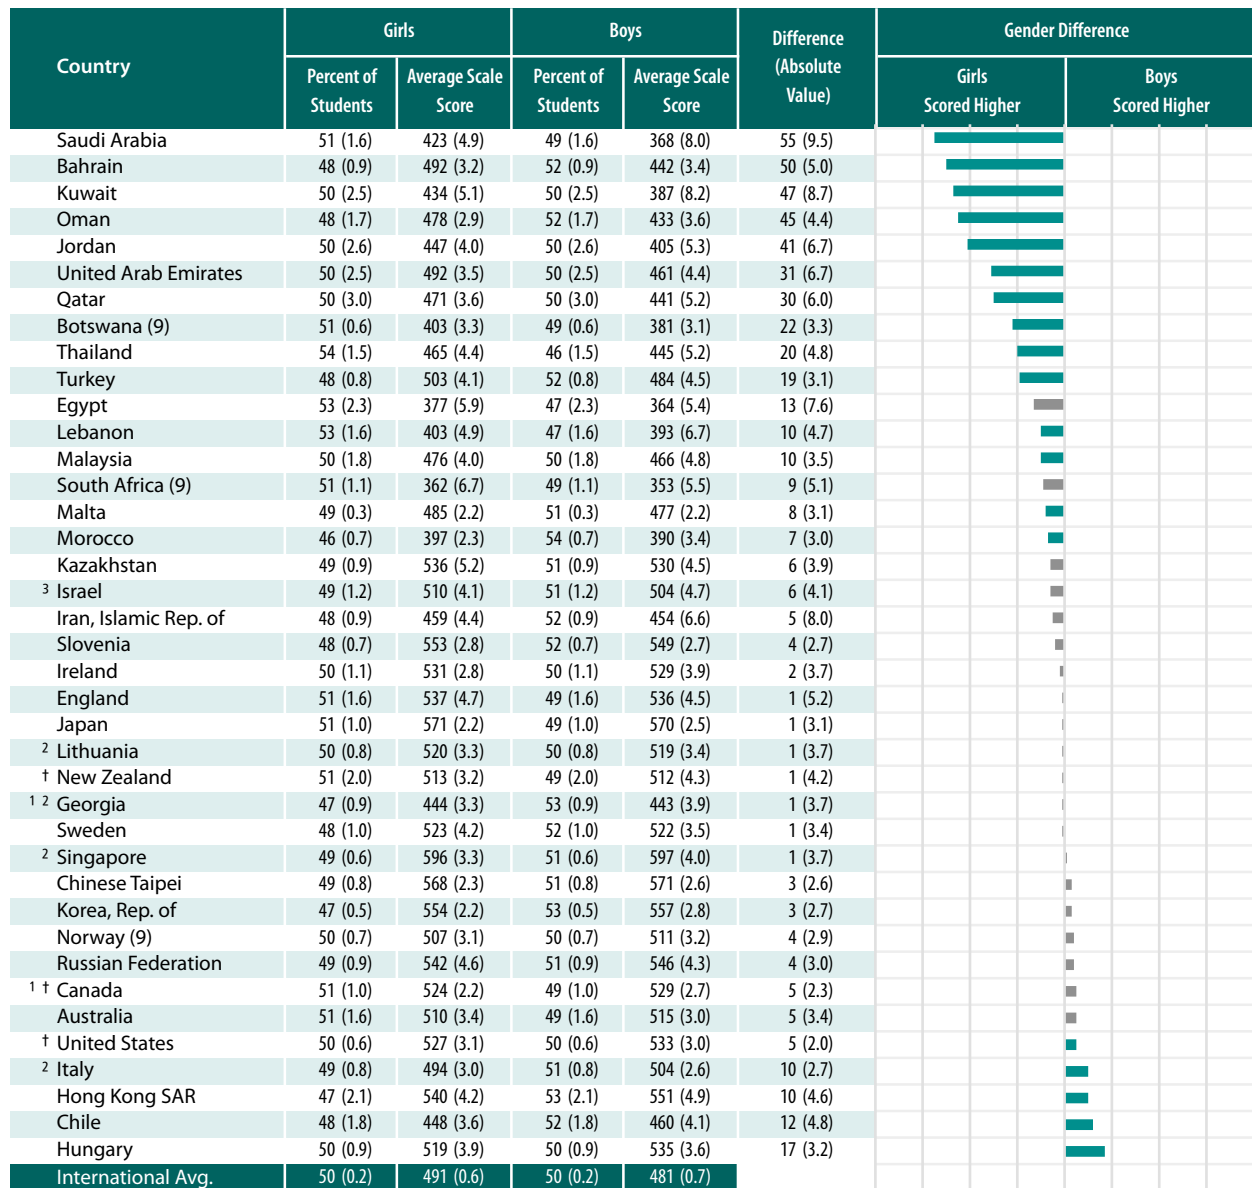 Country Girls Boys Difference (Absolute Value) Gender Difference
Percent of Students Average Scale Score Percent of Students Average Scale Score Girls Scored Higher Boys Scored Higher
Saudi Arabia 51 (1.6) 423 (4.9) 49 (1.6) 368 (8.0) 55 (9.5)
Bahrain 48 (0.9) 492 (3.2) 52 (0.9) 442 (3.4) 50 (5.0)
Kuwait 50 (2.5) 434 (5.1) 50 (2.5) 387 (8.2) 47 (8.7)
Oman 48 (1.7) 478 (2.9) 52 (1.7) 433 (3.6) 45 (4.4)
Jordan 50 (2.6) 447 (4.0) 50 (2.6) 405 (5.3) 41 (6.7)
United Arab Emirates 50 (2.5) 492 (3.5) 50 (2.5) 461 (4.4) 31 (6.7)
Qatar 50 (3.0) 471 (3.6) 50 (3.0) 441 (5.2) 30 (6.0)
Botswana (9) 51 (0.6) 403 (3.3) 49 (0.6) 381 (3.1) 22 (3.3)
Thailand 54 (1.5) 465 (4.4) 46 (1.5) 445 (5.2) 20 (4.8)
Turkey 48 (0.8) 503 (4.1) 52 (0.8) 484 (4.5) 19 (3.1)
Egypt 53 (2.3) 377 (5.9) 47 (2.3) 364 (5.4) 13 (7.6)
Lebanon 53 (1.6) 403 (4.9) 47 (1.6) 393 (6.7) 10 (4.7)
Malaysia 50 (1.8) 476 (4.0) 50 (1.8) 466 (4.8) 10 (3.5)
South Africa (9) 51 (1.1) 362 (6.7) 49 (1.1) 353 (5.5) 9 (5.1)
Malta 49 (0.3) 485 (2.2) 51 (0.3) 477 (2.2) 8 (3.1)
Morocco 46 (0.7) 397 (2.3) 54 (0.7) 390 (3.4) 7 (3.0)
Kazakhstan 49 (0.9) 536 (5.2) 51 (0.9) 530 (4.5) 6 (3.9)
3 Israel 49 (1.2) 510 (4.1) 51 (1.2) 504 (4.7) 6 (4.1)
Iran, Islamic Rep. of 48 (0.9) 459 (4.4) 52 (0.9) 454 (6.6) 5 (8.0)
Slovenia 48 (0.7) 553 (2.8) 52 (0.7) 549 (2.7) 4 (2.7)
Ireland 50 (1.1) 531 (2.8) 50 (1.1) 529 (3.9) 2 (3.7)
England 51 (1.6) 537 (4.7) 49 (1.6) 536 (4.5) 1 (5.2)
Japan 51 (1.0) 571 (2.2) 49 (1.0) 570 (2.5) 1 (3.1)
2 Lithuania 50 (0.8) 520 (3.3) 50 (0.8) 519 (3.4) 1 (3.7)
† New Zealand 51 (2.0) 513 (3.2) 49 (2.0) 512 (4.3) 1 (4.2)
1 2 Georgia 47 (0.9) 444 (3.3) 53 (0.9) 443 (3.9) 1 (3.7)
Sweden 48 (1.0) 523 (4.2) 52 (1.0) 522 (3.5) 1 (3.4)
2 Singapore 49 (0.6) 596 (3.3) 51 (0.6) 597 (4.0) 1 (3.7)
Chinese Taipei 49 (0.8) 568 (2.3) 51 (0.8) 571 (2.6) 3 (2.6)
Korea, Rep. of 47 (0.5) 554 (2.2) 53 (0.5) 557 (2.8) 3 (2.7)
Norway (9) 50 (0.7) 507 (3.1) 50 (0.7) 511 (3.2) 4 (2.9)
Russian Federation 49 (0.9) 542 (4.6) 51 (0.9) 546 (4.3) 4 (3.0)
1 † Canada 51 (1.0) 524 (2.2) 49 (1.0) 529 (2.7) 5 (2.3)
Australia 51 (1.6) 510 (3.4) 49 (1.6) 515 (3.0) 5 (3.4)
† United States 50 (0.6) 527 (3.1) 50 (0.6) 533 (3.0) 5 (2.0)
2 Italy 49 (0.8) 494 (3.0) 51 (0.8) 504 (2.6) 10 (2.7)
Hong Kong SAR 47 (2.1) 540 (4.2) 53 (2.1) 551 (4.9) 10 (4.6)
Chile 48 (1.8) 448 (3.6) 52 (1.8) 460 (4.1) 12 (4.8)
Hungary 50 (0.9) 519 (3.9) 50 (0.9) 535 (3.6) 17 (3.2)
International Avg. 50 (0.2) 491 (0.6) 50 (0.2) 481 (0.7)